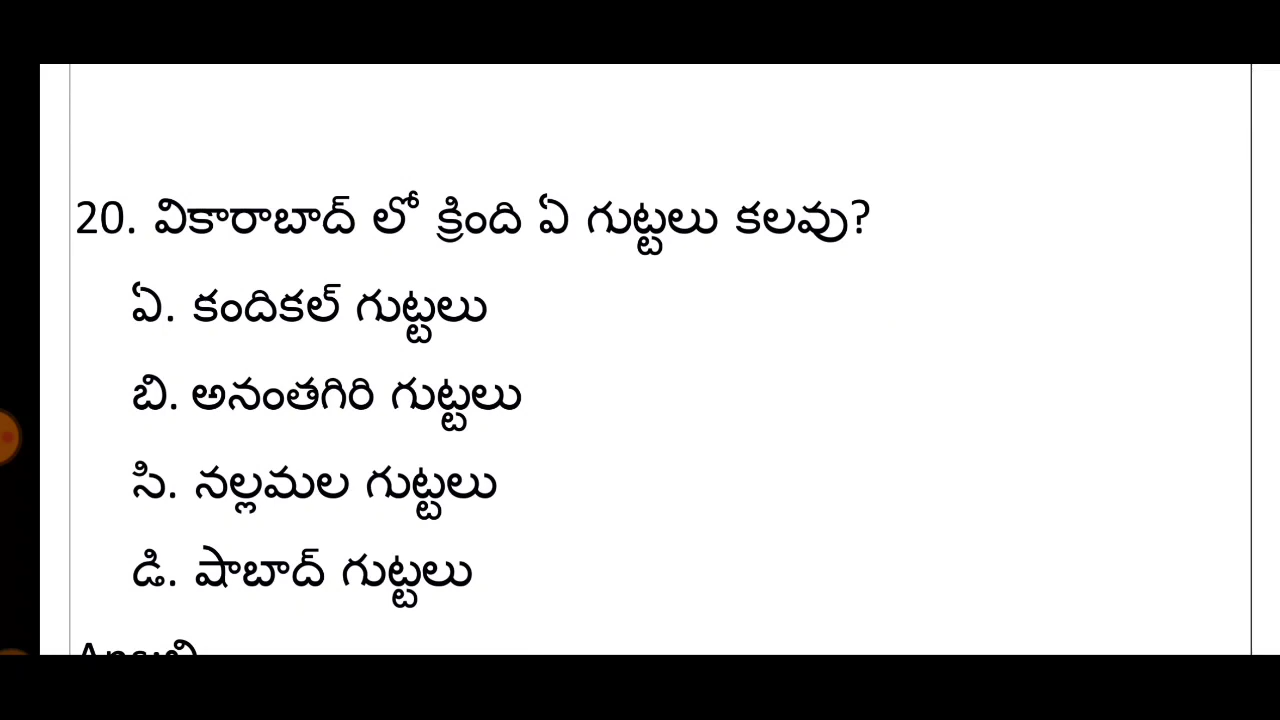 20. వికారాబాద్ లో క్రింది ఏ గుట్టలు కలవు?
ఏ. కందికల్ గుట్టలు
బి. అనంతగిరి గుట్టలు
సి. నల్లమల గుట్టలు
డి. షాబాద్ గుట్టలు